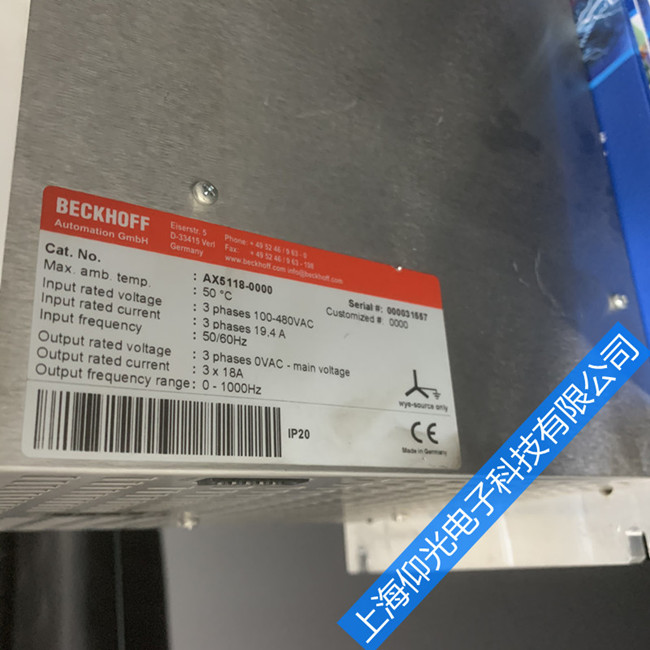 BECKHOFF
Automation GmbH
Eiserstr. 5
D-33415 Verl
Germany
Phone: + 49 52 46 / 9 63 - 0
Fax: + 49 52 46 / 9 63 - 198
www.beckhoff.com info@beckhoff.com
Cat. No. : AX5118-0000
Serial #: 000031557
Max. amb. temp. : 50 °C
Customized #: 0000
Input rated voltage : 3 phases 100-480VAC
Input rated current : 3 phases 19.4 A
Input frequency : 50/60Hz
Output rated voltage : 3 phases 0VAC - main voltage
Output rated current : 3 x 18A
Output frequency range: 0 - 1000Hz
wye-source only
IP20
CE
Made in Germany
上海仰光电子科技有限公司